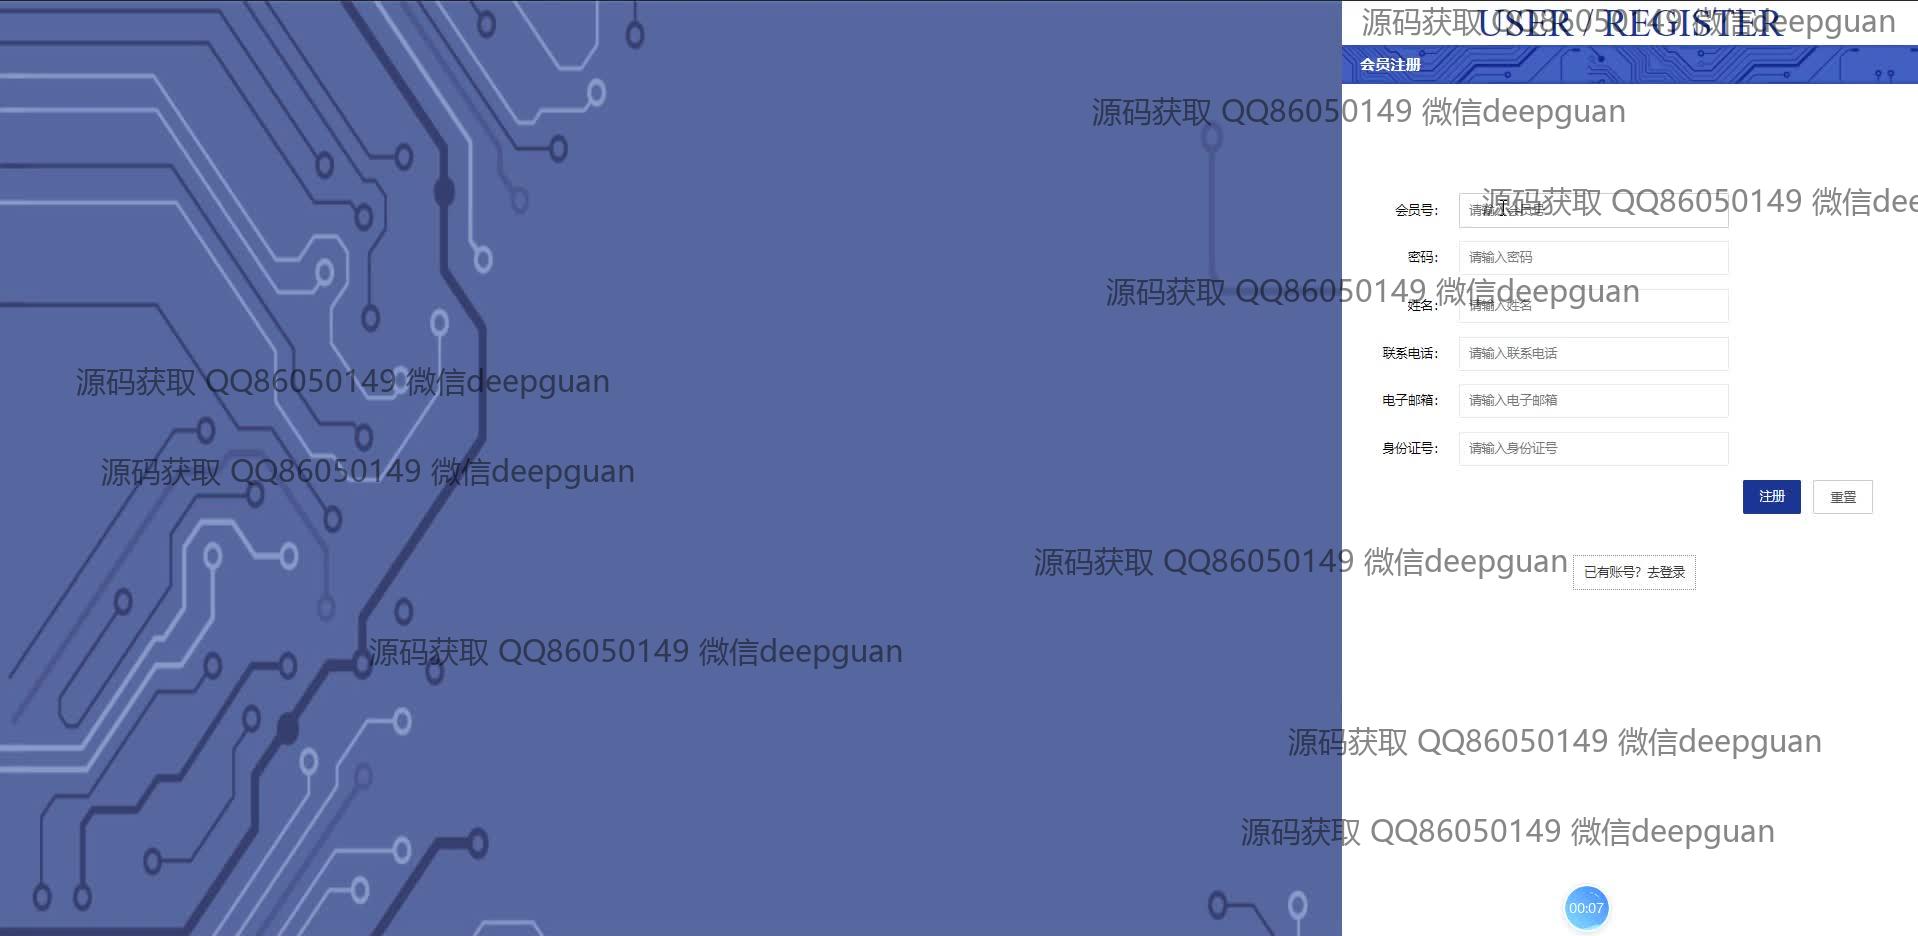 源码获取 QQ86050149 微信deepguan
USER / REGISTER
会员注册
源码获取 QQ86050149 微信deepguan
源码获取 QQ86050149 微信dee
会员号：
请输入会员号
密码：
请输入密码
源码获取 QQ86050149 微信deepguan
姓名：
请输入姓名
联系电话：
请输入联系电话
源码获取 QQ86050149 微信deepguan
电子邮箱：
请输入电子邮箱
身份证号：
请输入身份证号
源码获取 QQ86050149 微信deepguan
注册
重置
源码获取 QQ86050149 微信deepguan
已有账号？去登录
源码获取 QQ86050149 微信deepguan
源码获取 QQ86050149 微信deepguan
源码获取 QQ86050149 微信deepguan
00:07